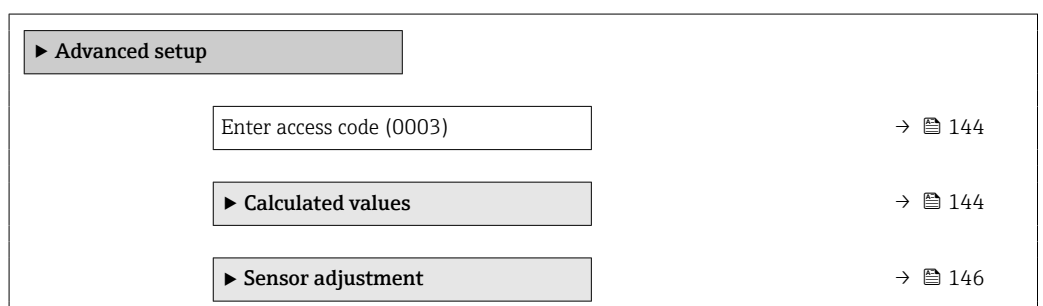 ▶ Advanced setup
Enter access code (0003) → 🖹 144
▶ Calculated values → 🖹 144
▶ Sensor adjustment → 🖹 146